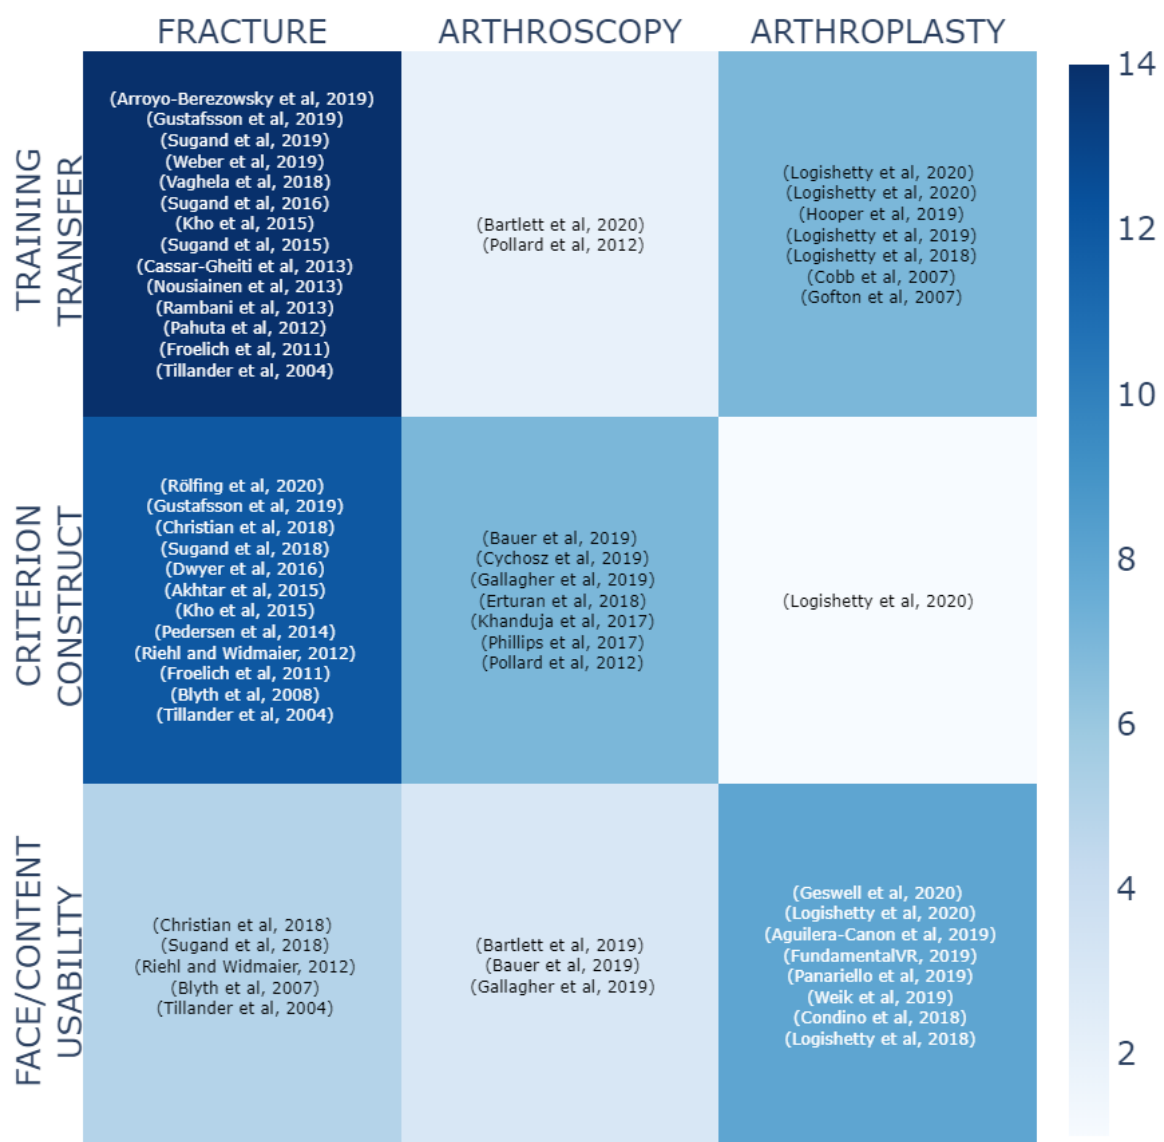 FRACTURE ARTHROSCOPY ARTHROPLASTY
TRAINING
TRANSFER
(Arroyo-Berezowsky et al, 2019)
(Gustafsson et al, 2019)
(Sugand et al, 2019)
(Weber et al, 2019)
(Vaghela et al, 2018)
(Sugand et al, 2016)
(Kho et al, 2015)
(Sugand et al, 2015)
(Cassar-Gheiti et al, 2013)
(Nousiainen et al, 2013)
(Rambani et al, 2013)
(Pahuta et al, 2012)
(Froelich et al, 2011)
(Tillander et al, 2004)
(Bartlett et al, 2020)
(Pollard et al, 2012)
(Logishetty et al, 2020)
(Logishetty et al, 2020)
(Hooper et al, 2019)
(Logishetty et al, 2019)
(Logishetty et al, 2018)
(Cobb et al, 2007)
(Gofton et al, 2007)
CRITERION
CONSTRUCT
(Rölfing et al, 2020)
(Gustafsson et al, 2019)
(Christian et al, 2018)
(Sugand et al, 2018)
(Dwyer et al, 2016)
(Akhtar et al, 2015)
(Kho et al, 2015)
(Pedersen et al, 2014)
(Riehl and Widmaier, 2012)
(Froelich et al, 2011)
(Blyth et al, 2008)
(Tillander et al, 2004)
(Bauer et al, 2019)
(Cychosz et al, 2019)
(Gallagher et al, 2019)
(Erturan et al, 2018)
(Khanduja et al, 2017)
(Phillips et al, 2017)
(Pollard et al, 2012)
(Logishetty et al, 2020)
FACE/CONTENT
USABILITY
(Christian et al, 2018)
(Sugand et al, 2018)
(Riehl and Widmaier, 2012)
(Blyth et al, 2007)
(Tillander et al, 2004)
(Bartlett et al, 2019)
(Bauer et al, 2019)
(Gallagher et al, 2019)
(Geswell et al, 2020)
(Logishetty et al, 2020)
(Aguilera-Canon et al, 2019)
(FundamentalVR, 2019)
(Panariello et al, 2019)
(Weik et al, 2019)
(Condino et al, 2018)
(Logishetty et al, 2018)
14
12
10
8
6
4
2